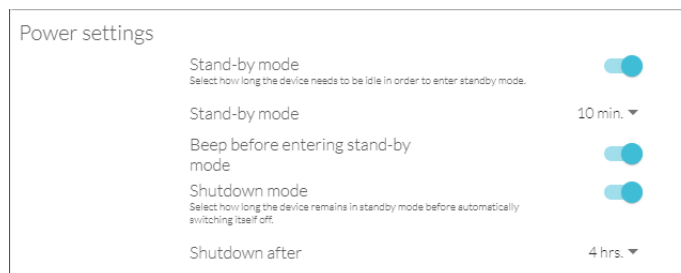 Power settings
Stand-by mode
Select how long the device needs to be idle in order to enter standby mode.
Stand-by mode
10 min.
Beep before entering stand-by
mode
Shutdown mode
Select how long the device remains in standby mode before automatically
switching itself off.
Shutdown after
4 hrs.